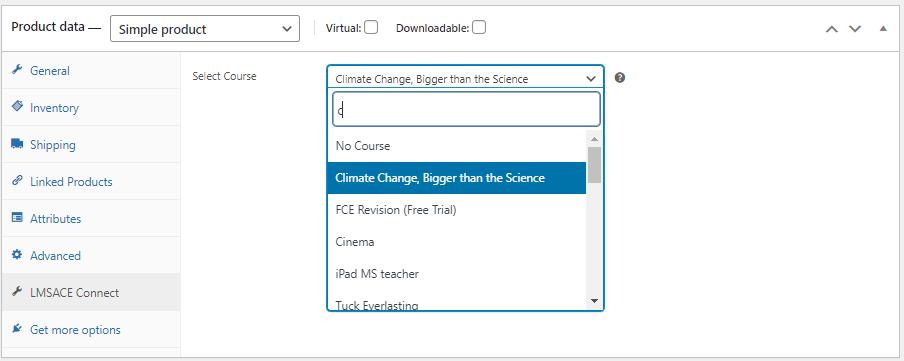 Product data — Simple product Virtual: Downloadable:
General
Inventory
Shipping
Linked Products
Attributes
Advanced
LMSACE Connect
Get more options
Select Course Climate Change, Bigger than the Science
c
No Course
Climate Change, Bigger than the Science
FCE Revision (Free Trial)
Cinema
iPad MS teacher
Tuck Everlasting